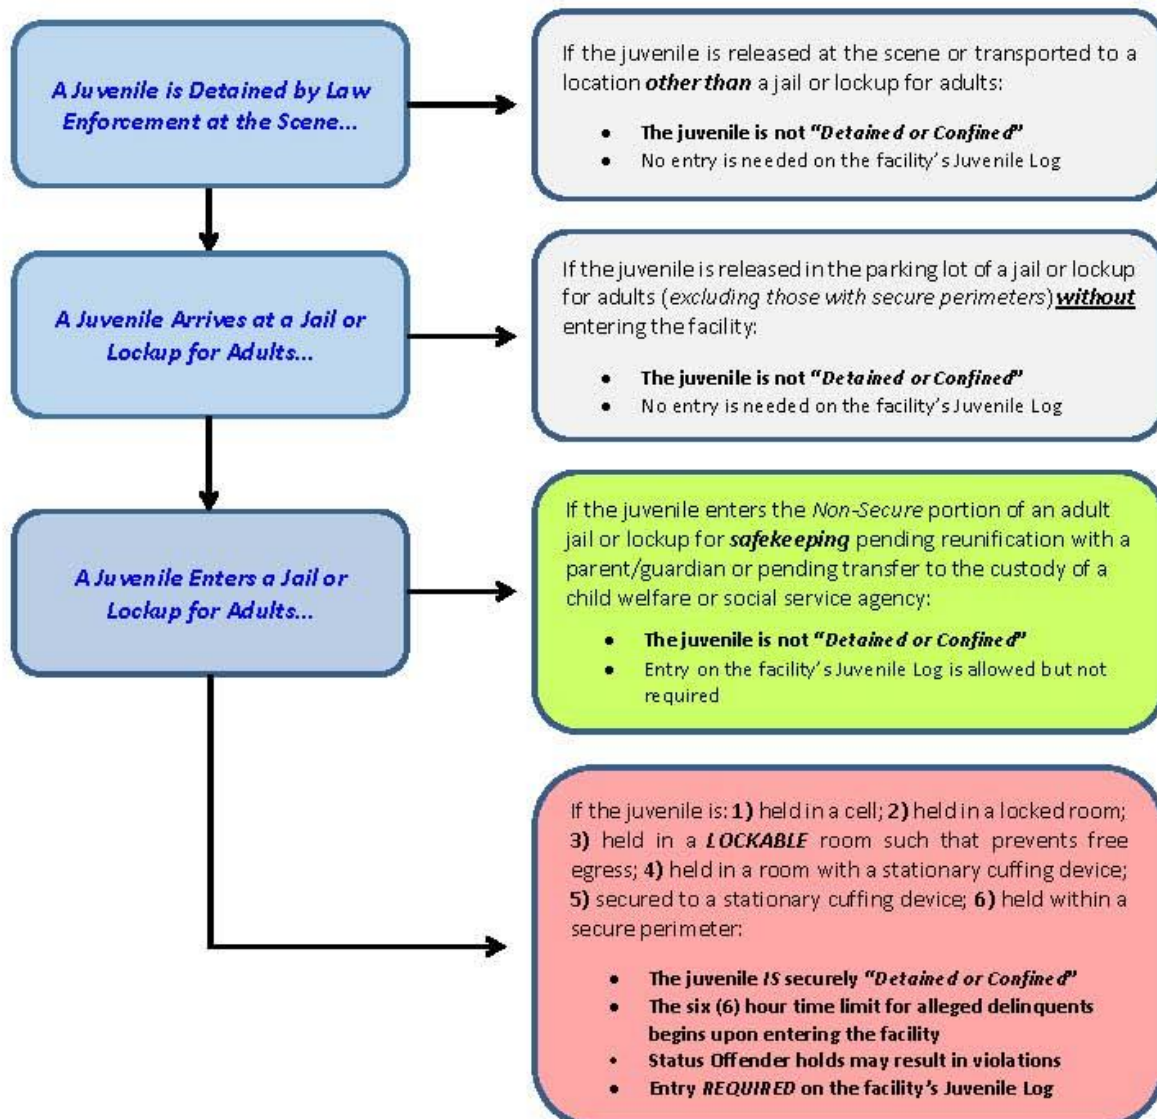 A Juvenile is Detained by Law
Enforcement at the Scene...
If the juvenile is released at the scene or transported to a
location other than a jail or lockup for adults:
• The juvenile is not “Detained or Confined”
• No entry is needed on the facility’s Juvenile Log
A Juvenile Arrives at a Jail or
Lockup for Adults...
If the juvenile is released in the parking lot of a jail or lockup
for adults (excluding those with secure perimeters) without
entering the facility:
• The juvenile is not “Detained or Confined”
• No entry is needed on the facility’s Juvenile Log
A Juvenile Enters a Jail or
Lockup for Adults...
If the juvenile enters the Non-Secure portion of an adult
jail or lockup for safekeeping pending reunification with a
parent/guardian or pending transfer to the custody of a
child welfare or social service agency:
• The juvenile is not “Detained or Confined”
• Entry on the facility’s Juvenile Log is allowed but not
required
If the juvenile is: 1) held in a cell; 2) held in a locked room;
3) held in a LOCKABLE room such that prevents free
egress; 4) held in a room with a stationary cuffing device;
5) secured to a stationary cuffing device; 6) held within a
secure perimeter:
• The juvenile IS securely “Detained or Confined”
• The six (6) hour time limit for alleged delinquents
begins upon entering the facility
• Status Offender holds may result in violations
• Entry REQUIRED on the facility’s Juvenile Log